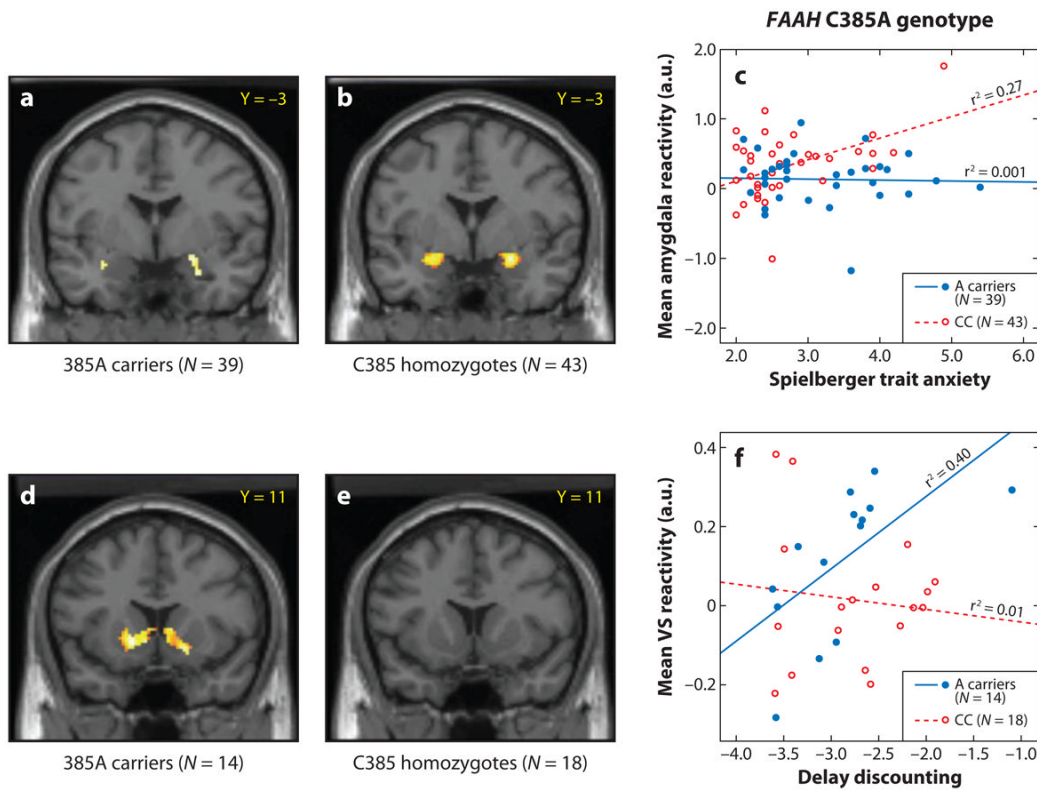 FAAH C385A genotype
a
Y = –3
385A carriers (N = 39)
b
Y = –3
C385 homozygotes (N = 43)
c
Mean amygdala reactivity (a.u.)
2.0
1.0
0
–1.0
–2.0
r² = 0.27
r² = 0.001
A carriers
(N = 39)
CC (N = 43)
2.0 3.0 4.0 5.0 6.0
Spielberger trait anxiety
d
Y = 11
385A carriers (N = 14)
e
Y = 11
C385 homozygotes (N = 18)
f
Mean VS reactivity (a.u.)
0.4
0.2
0
–0.2
r² = 0.40
r² = 0.01
A carriers
(N = 14)
CC (N = 18)
–4.0 –3.5 –3.0 –2.5 –2.0 –1.5 –1.0
Delay discounting